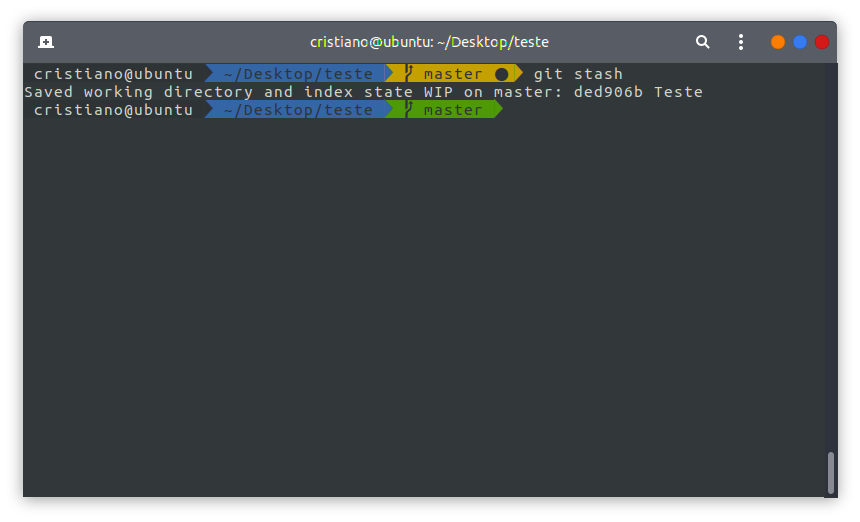 cristiano@ubuntu: ~/Desktop/teste
cristiano@ubuntu ~/Desktop/teste master ● git stash
Saved working directory and index state WIP on master: ded906b Teste
cristiano@ubuntu ~/Desktop/teste master